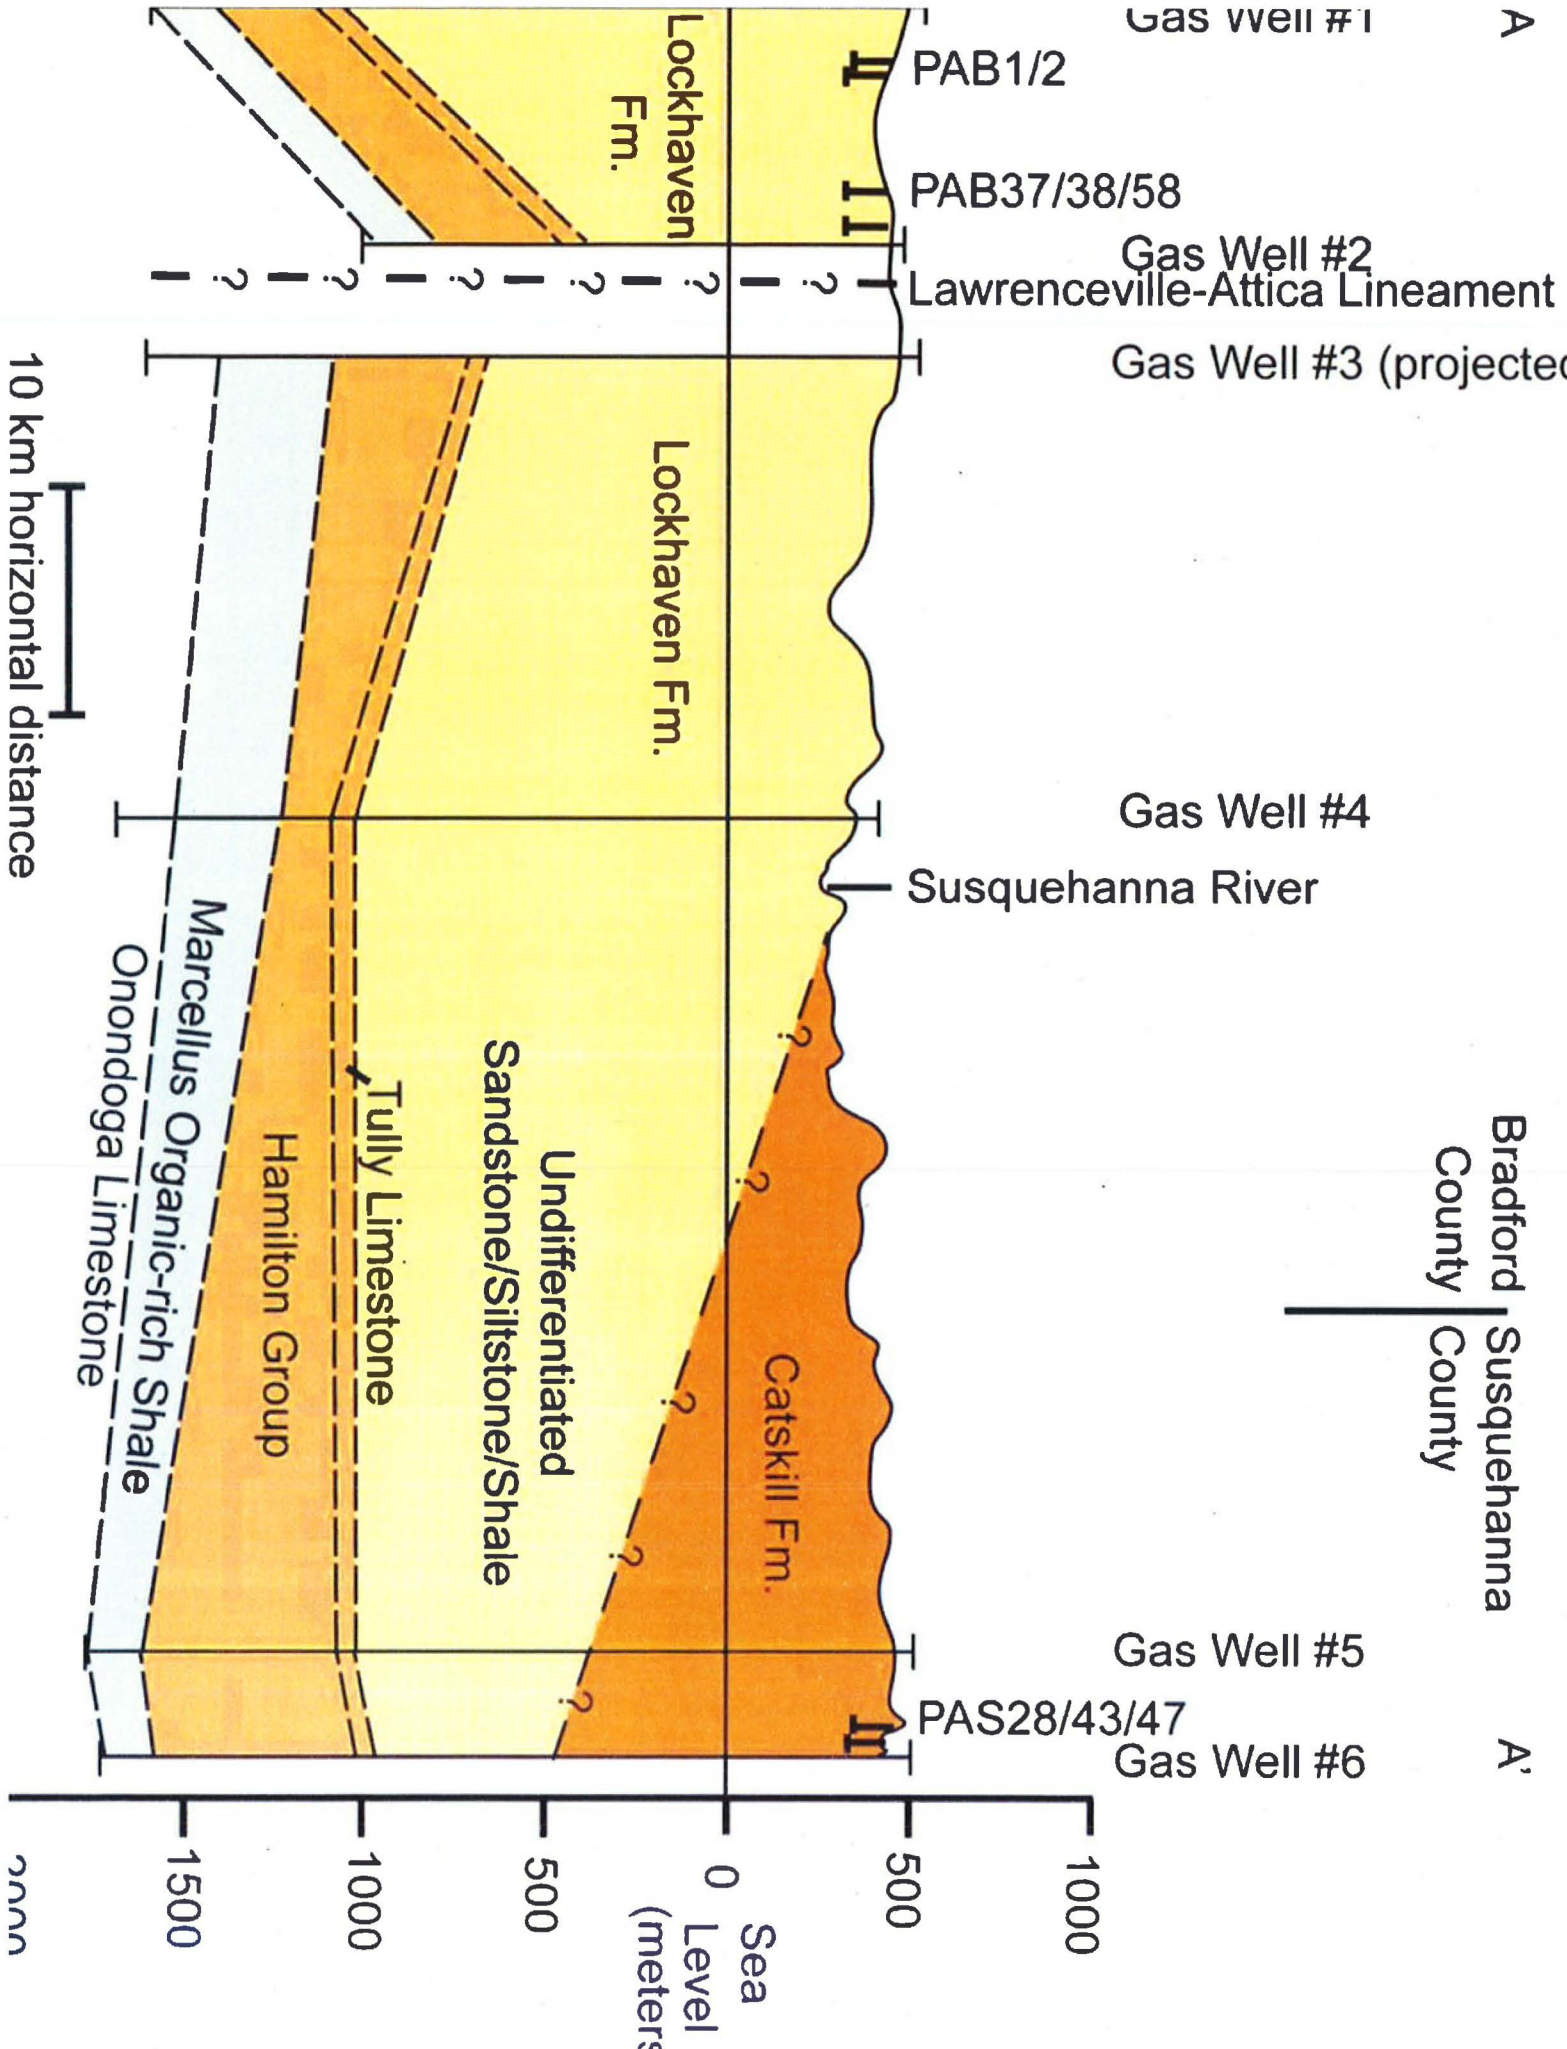 A
Gas Well #1
PAB1/2
PAB37/38/58
Gas Well #2
Lawrenceville-Attica Lineament
Gas Well #3 (projected
Gas Well #4
Susquehanna River
Bradford
County
Susquehanna
County
Gas Well #5
PAS28/43/47
Gas Well #6
A'
Lockhaven
Fm.
? ? ? ? ? ?
Lockhaven Fm.
Catskill Fm.
? ? ? ? ? ?
Undifferentiated
Sandstone/Siltstone/Shale
Tully Limestone
Hamilton Group
Marcellus Organic-rich Shale
Onondoga Limestone
10 km horizontal distance
1000
500
0
Sea
Level
(meters
500
1000
1500
2000